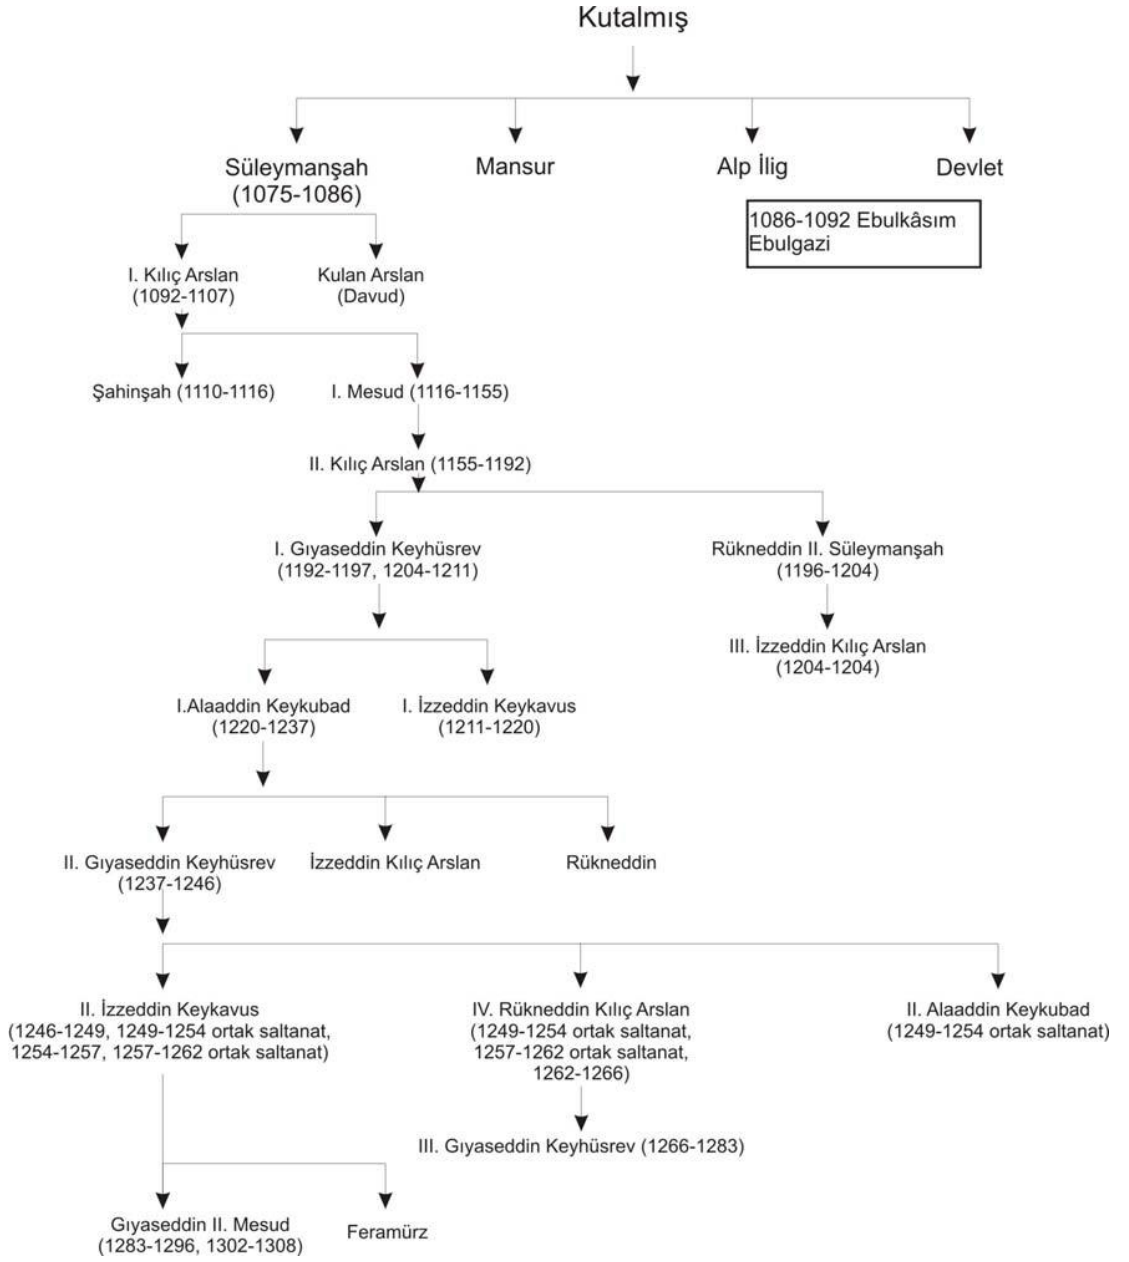 Kutalmış
Süleymanşah
(1075-1086)
Mansur
Alp İlig
Devlet
1086-1092 Ebulkâsım
Ebulgazi
I. Kılıç Arslan
(1092-1107)
Kulan Arslan
(Davud)
Şahinşah (1110-1116)
I. Mesud (1116-1155)
II. Kılıç Arslan (1155-1192)
I. Gıyaseddin Keyhüsrev
(1192-1197, 1204-1211)
Rükneddin II. Süleymanşah
(1196-1204)
III. İzzeddin Kılıç Arslan
(1204-1204)
I.Alaaddin Keykubad
(1220-1237)
I. İzzeddin Keykavus
(1211-1220)
II. Gıyaseddin Keyhüsrev
(1237-1246)
İzzeddin Kılıç Arslan
Rükneddin
II. İzzeddin Keykavus
(1246-1249, 1249-1254 ortak saltanat,
1254-1257, 1257-1262 ortak saltanat)
IV. Rükneddin Kılıç Arslan
(1249-1254 ortak saltanat,
1257-1262 ortak saltanat,
1262-1266)
II. Alaaddin Keykubad
(1249-1254 ortak saltanat)
III. Gıyaseddin Keyhüsrev (1266-1283)
Gıyaseddin II. Mesud
(1283-1296, 1302-1308)
Feramürz